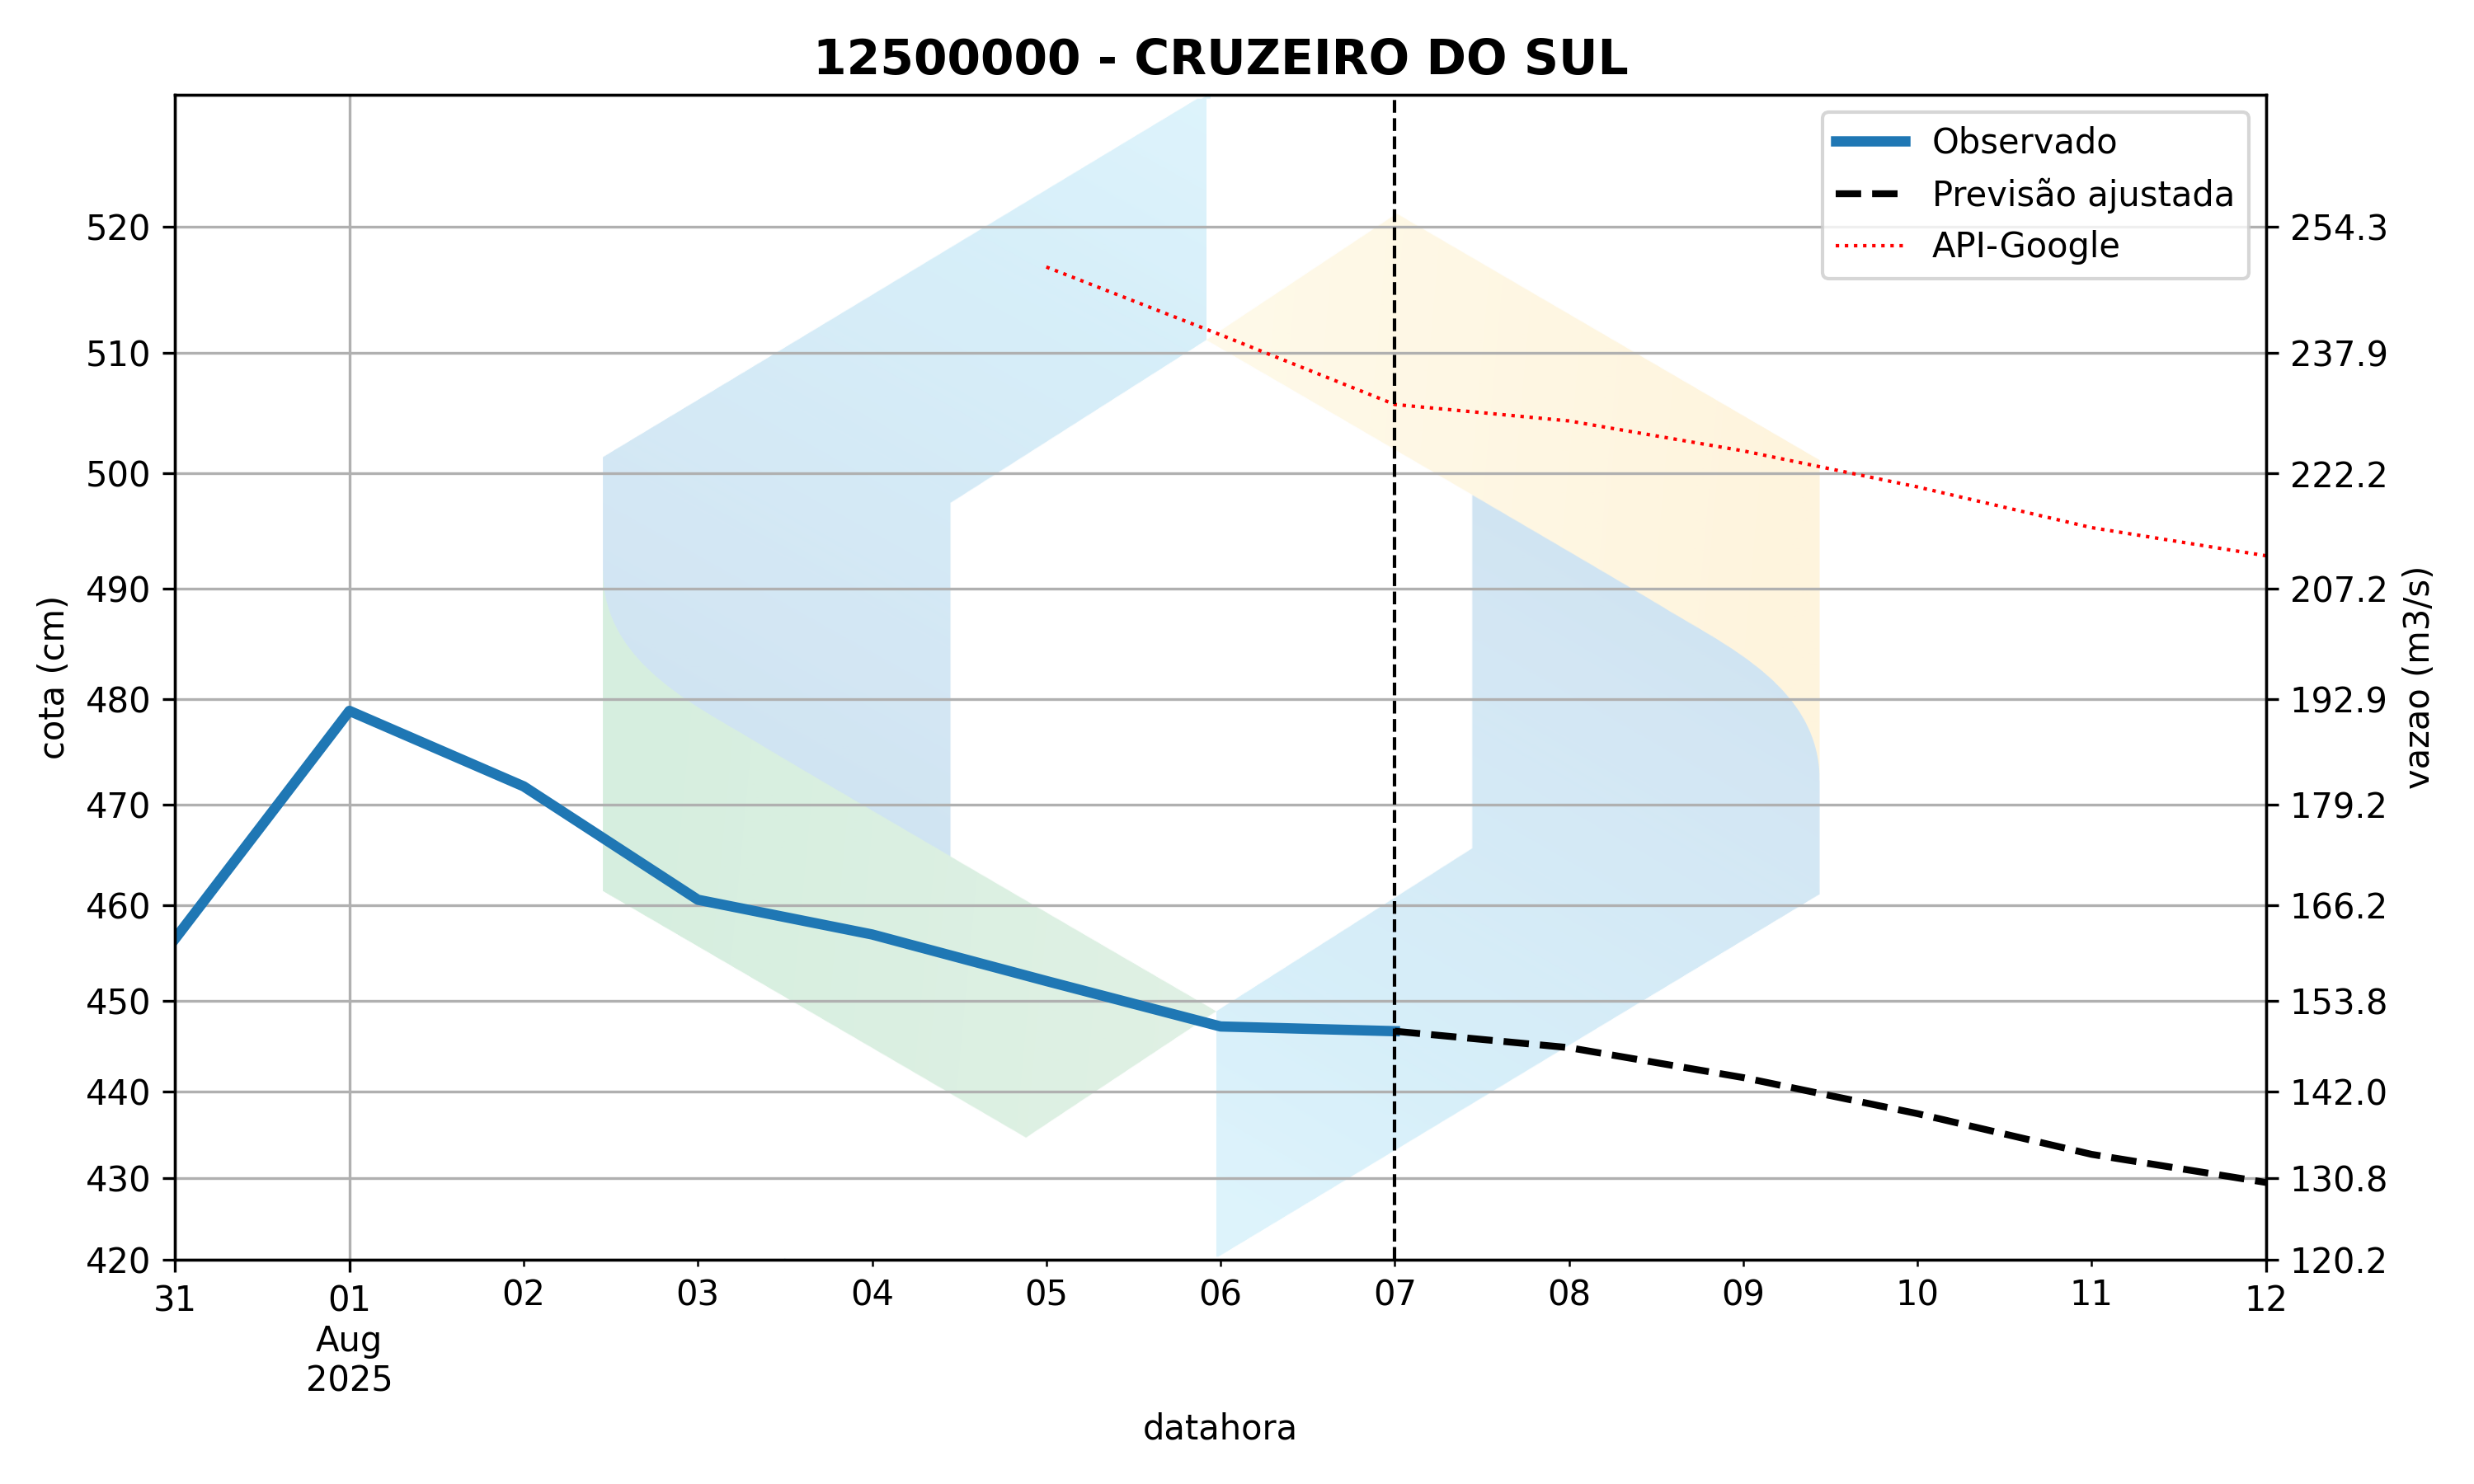 12500000 - CRUZEIRO DO SUL
Observado
Previsão ajustada
API-Google
cota (cm)
520
510
500
490
480
470
460
450
440
430
420
254.3
237.9
222.2
207.2
192.9
179.2
166.2
153.8
142.0
130.8
120.2
vazao (m3/s)
31 01 02 03 04 05 06 07 08 09 10 11 12
Aug
2025
datahora